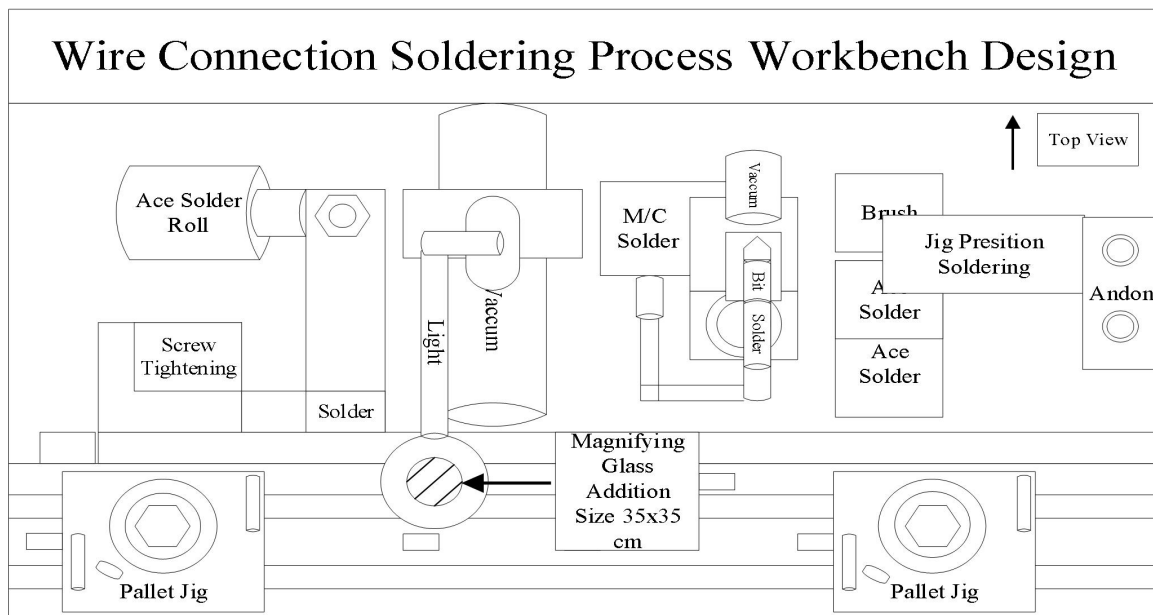 Wire Connection Soldering Process Workbench Design
Top View
Ace Solder
Roll
Light
Vaccum
M/C
Solder
Vaccum
Bit
Solder
Brush
Jig Presition
Soldering
Andon
Solder
Ace
Solder
Screw
Tightening
Solder
Magnifying
Glass
Addition
Size 35x35
cm
Pallet Jig
Pallet Jig